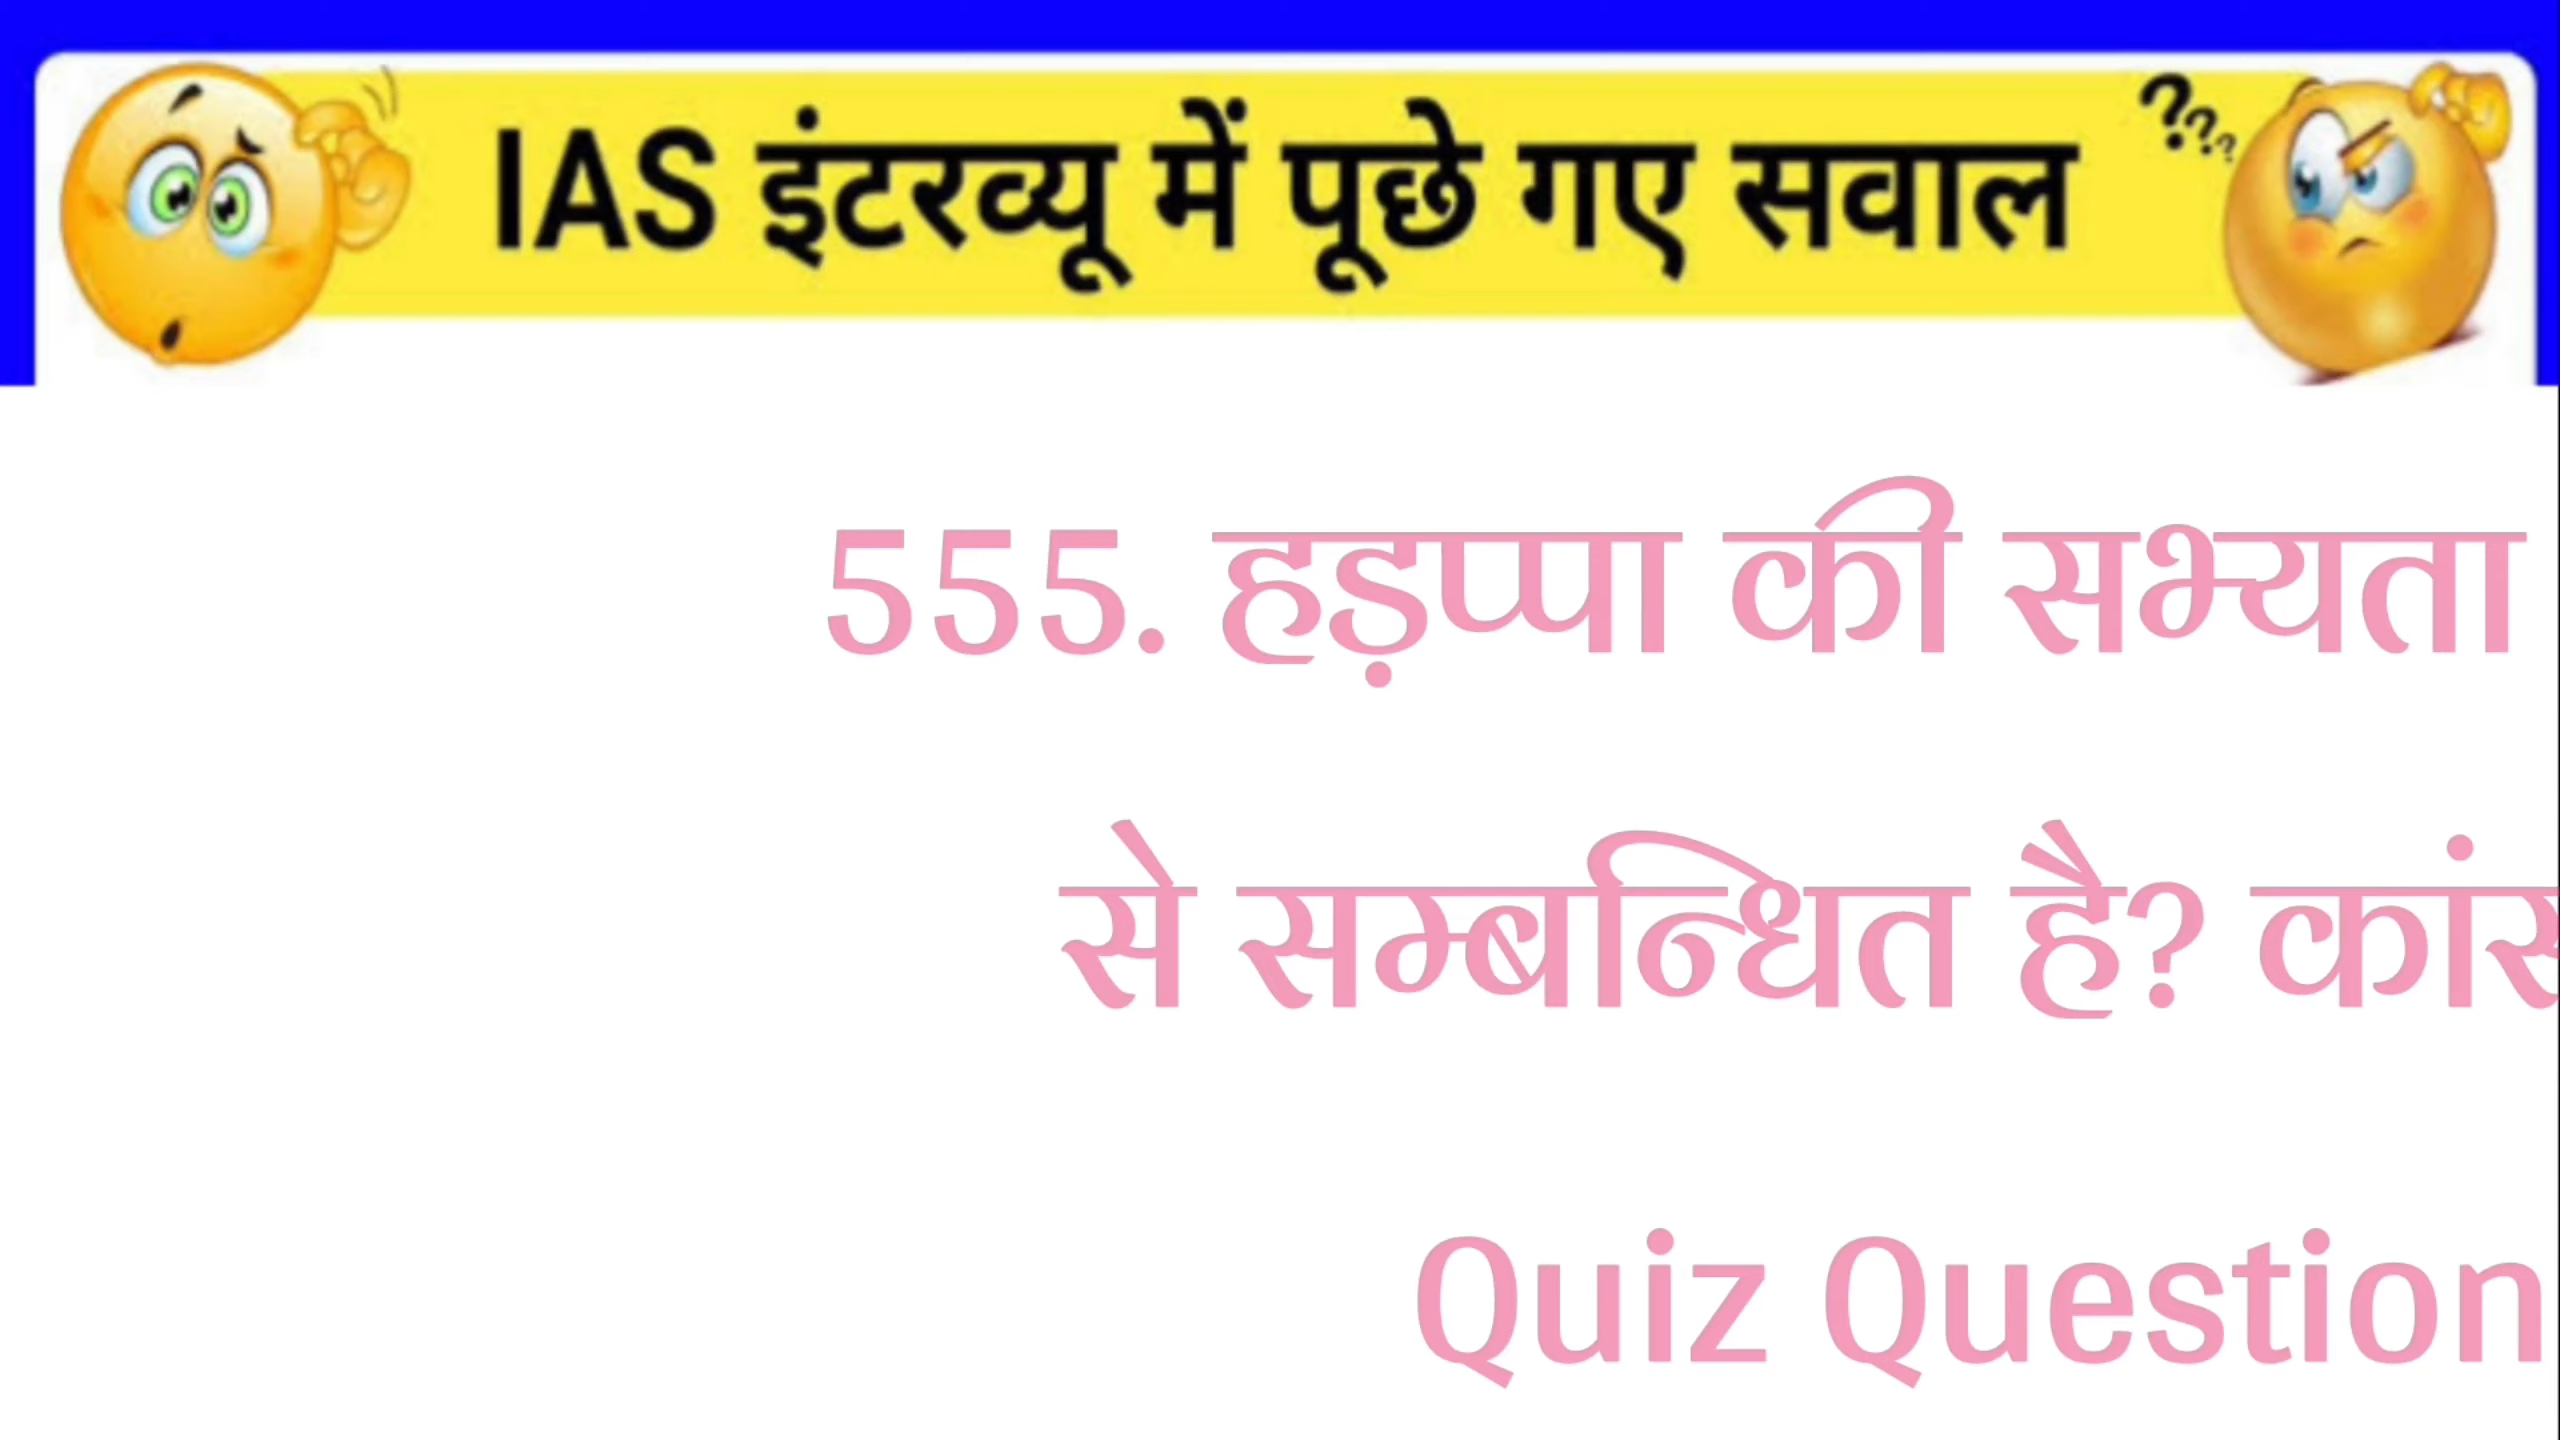 IAS इंटरव्यू में पूछे गए सवाल
???
555. हड़प्पा की सभ्यता
से सम्बन्धित है?
Quiz Question